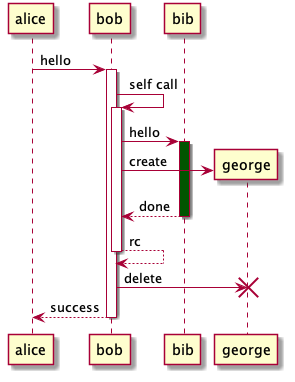 alice bob bib
hello
self call
hello
create george
done
rc
delete
success
alice bob bib george